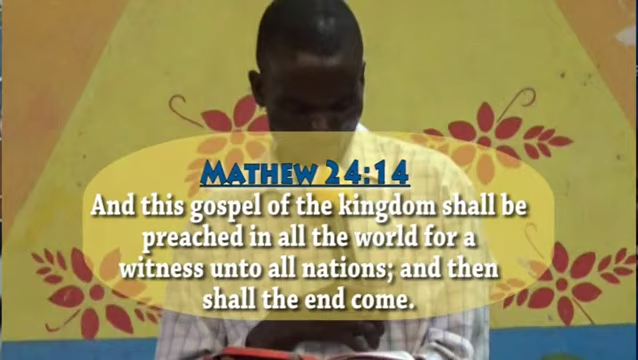 MATHEW 24:14
And this gospel of the kingdom shall be
preached in all the world for a
witness unto all nations; and then
shall the end come.